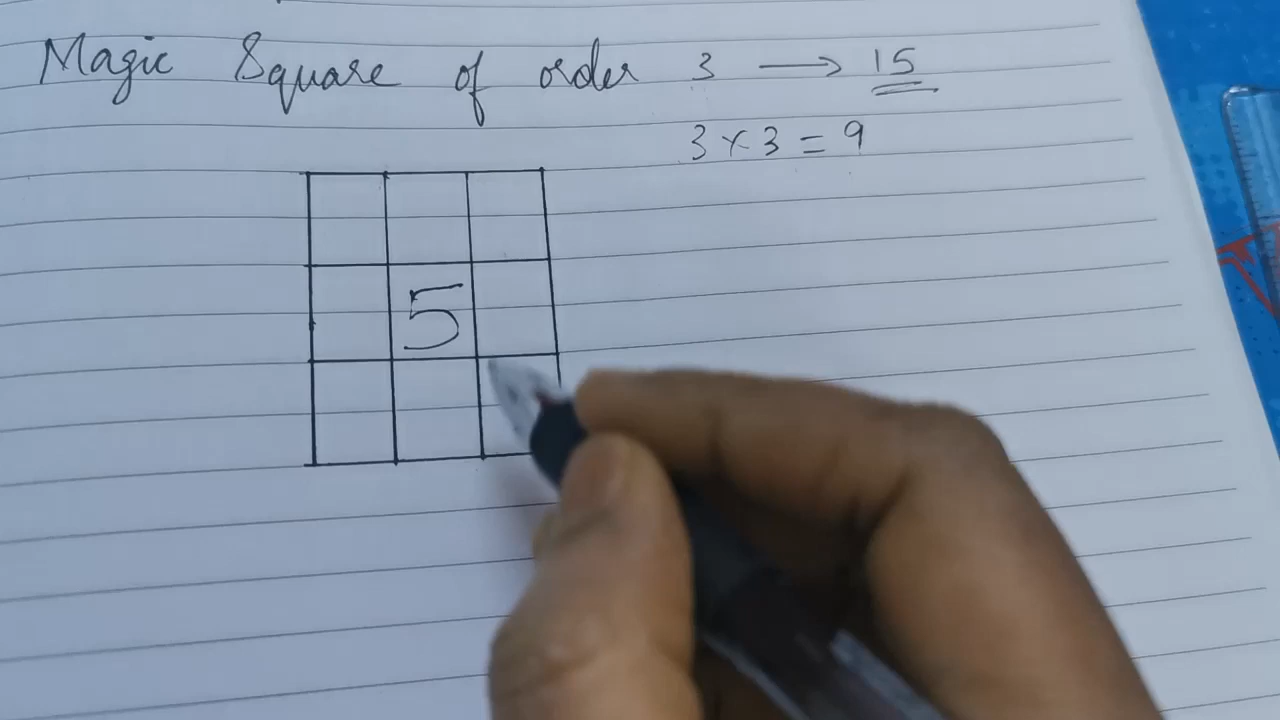 Magic Square of order 3 → 15
3 × 3 = 9
5